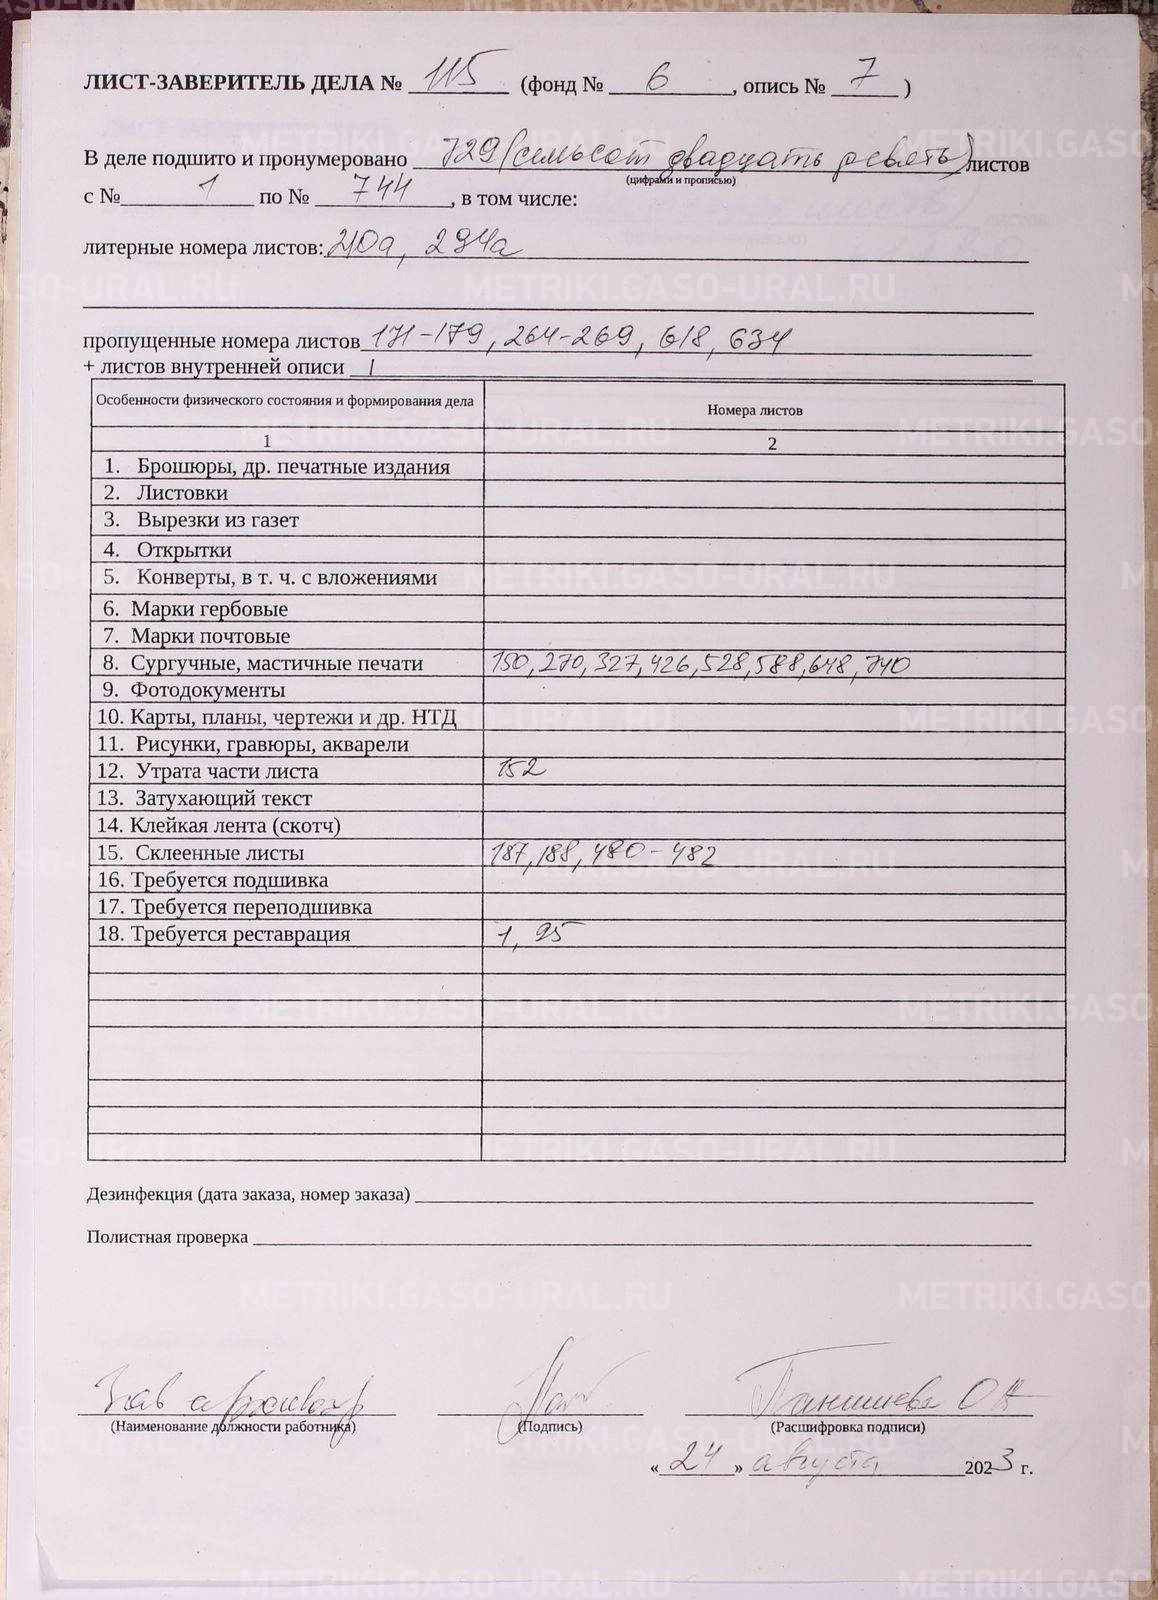 ЛИСТ-ЗАВЕРИТЕЛЬ ДЕЛА № 115 (фонд № 6, опись № 7)
В деле подшито и пронумеровано 729 (семьсот двадцать девять) листов
(цифрами и прописью)
с № 1 по № 744, в том числе:
литерные номера листов: 210а, 294а
пропущенные номера листов 171-179, 264-269, 618, 634
+ листов внутренней описи 1
Особенности физического состояния и формирования дела Номера листов
1 2
1. Брошюры, др. печатные издания
2. Листовки
3. Вырезки из газет
4. Открытки
5. Конверты, в т. ч. с вложениями
6. Марки гербовые
7. Марки почтовые
8. Сургучные, мастичные печати 150, 270, 327, 426, 528, 588, 648, 740
9. Фотодокументы
10. Карты, планы, чертежи и др. НТД
11. Рисунки, гравюры, акварели
12. Утрата части листа 152
13. Затухающий текст
14. Клейкая лента (скотч)
15. Склеенные листы 187, 188, 480-482
16. Требуется подшивка
17. Требуется переподшивка
18. Требуется реставрация 1, 95
Дезинфекция (дата заказа, номер заказа)
Полистная проверка
Зав архивохр
(Наименование должности работника) (Подпись) (Расшифровка подписи)
«24» августа 2023 г.
METRIKI.GASO-URAL.RU